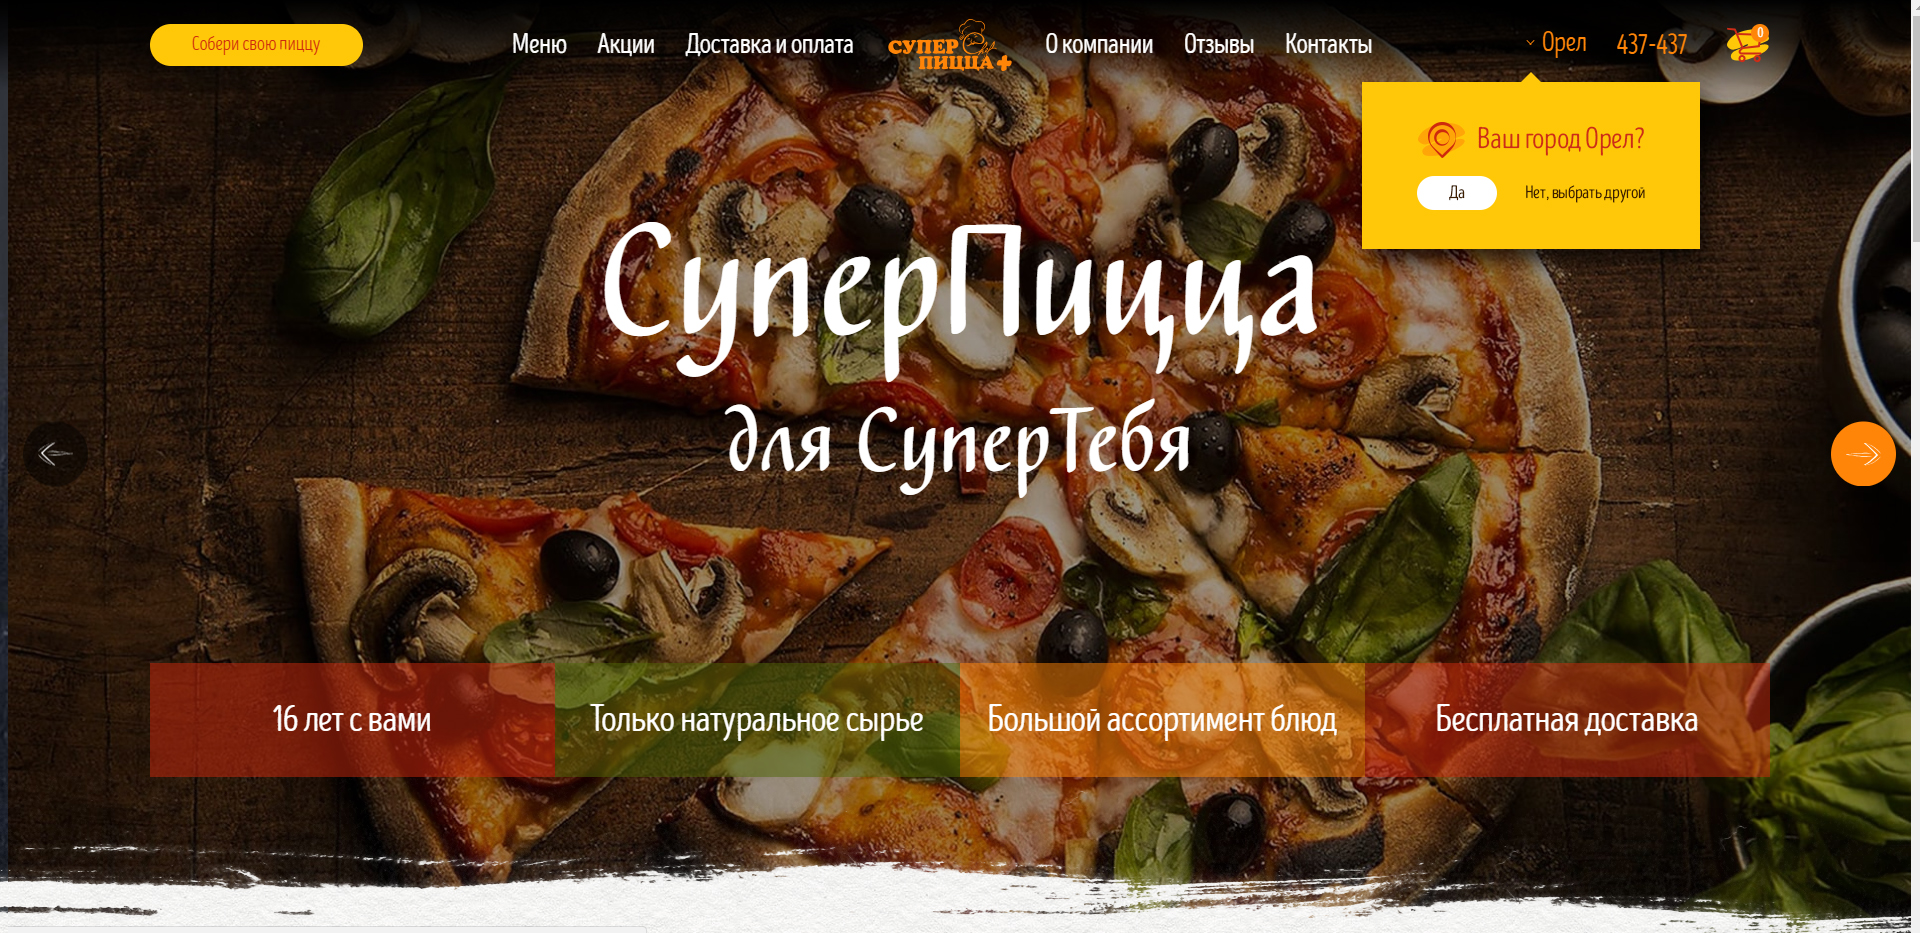 Собери свою пиццу
Меню
Акции
Доставка и оплата
СУПЕР
ПИЦЦА+
О компании
Отзывы
Контакты
Орел
437-437
0
Ваш город Орел?
Да
Нет, выбрать другой
СуперПицца
для СуперТебя
16 лет с вами
Только натуральное сырье
Большой ассортимент блюд
Бесплатная доставка